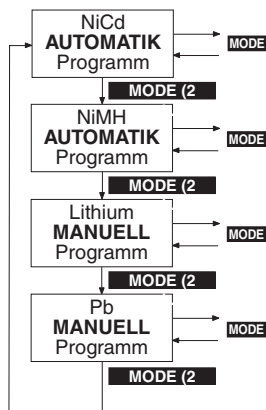 NiCd
AUTOMATIK
Programm
MODE
MODE (2
NiMH
AUTOMATIK
Programm
MODE
MODE (2
Lithium
MANUELL
Programm
MODE
MODE (2
Pb
MANUELL
Programm
MODE
MODE (2